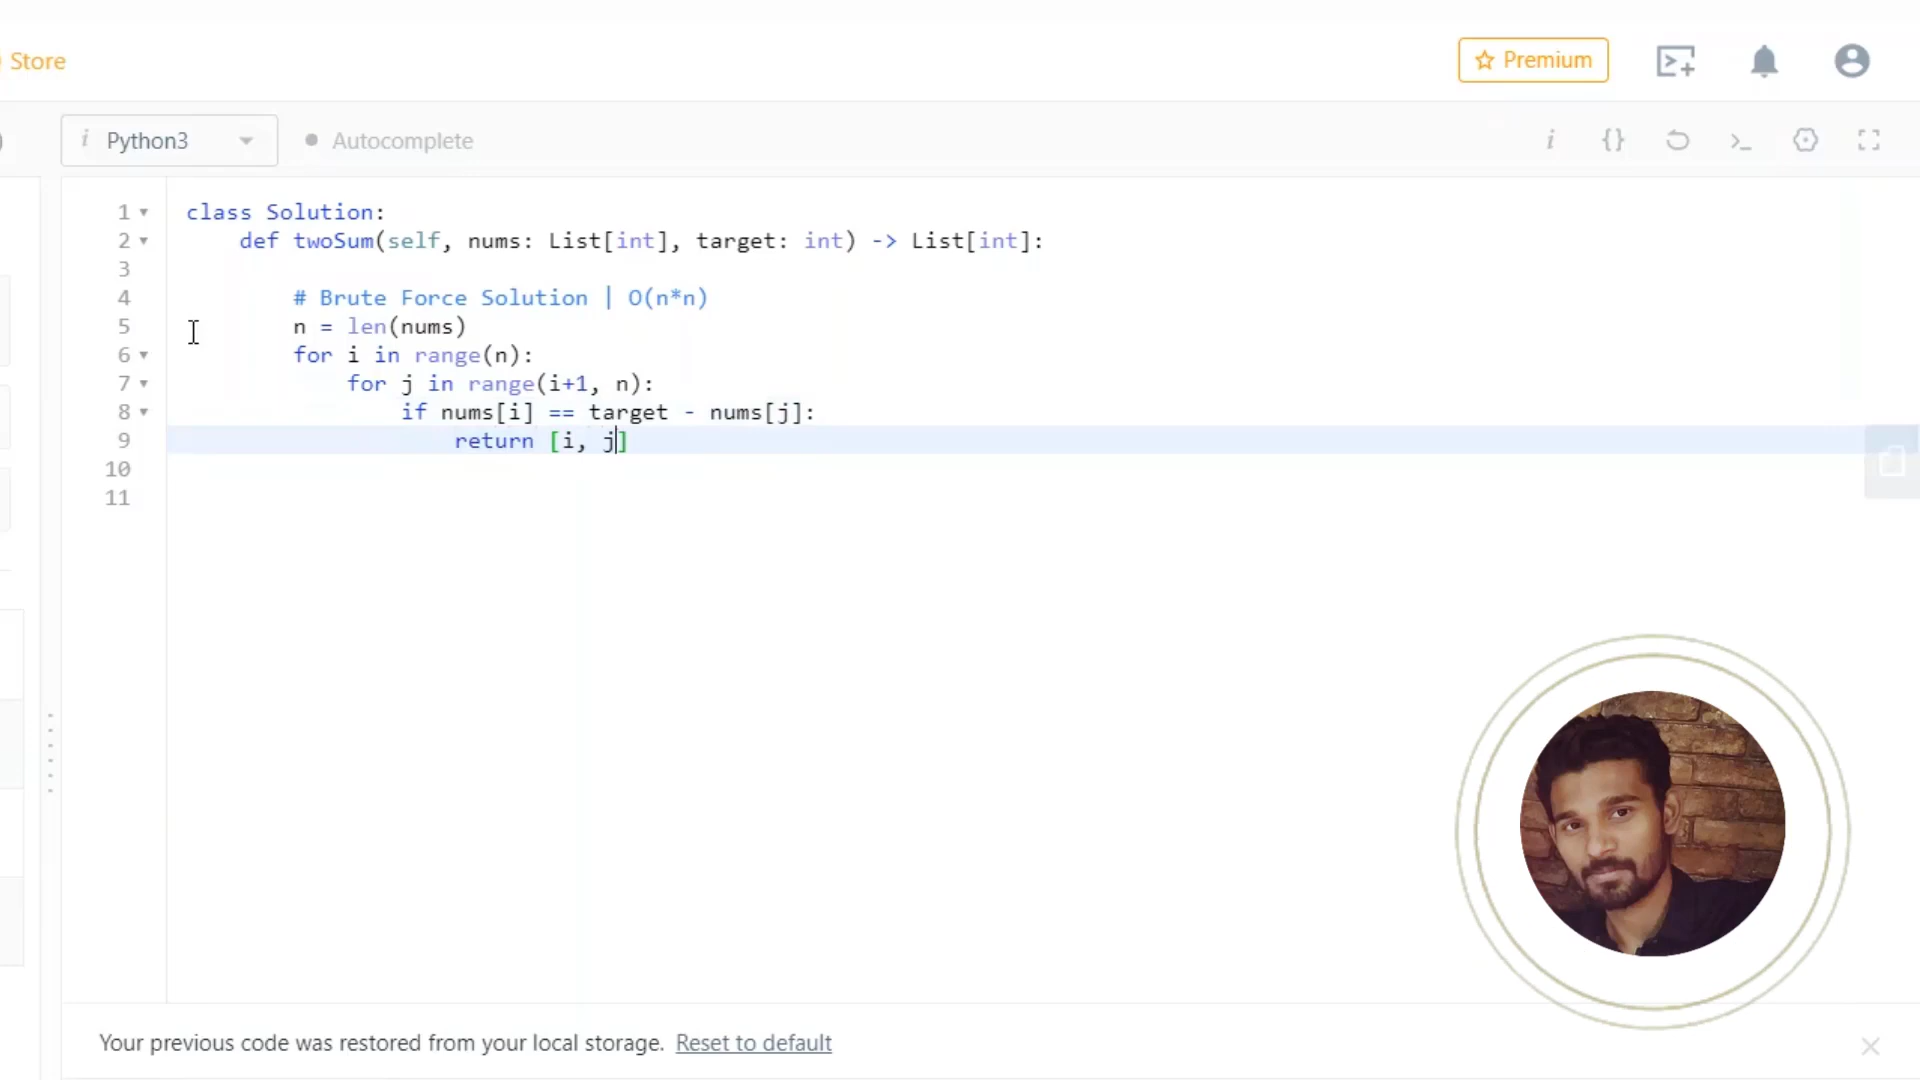 Store
Premium
i Python3 Autocomplete i {} >_
1 class Solution:
2     def twoSum(self, nums: List[int], target: int) -> List[int]:
3
4         # Brute Force Solution | O(n*n)
5         n = len(nums)
6         for i in range(n):
7             for j in range(i+1, n):
8                 if nums[i] == target - nums[j]:
9                     return [i, j]
10
11
Your previous code was restored from your local storage. Reset to default